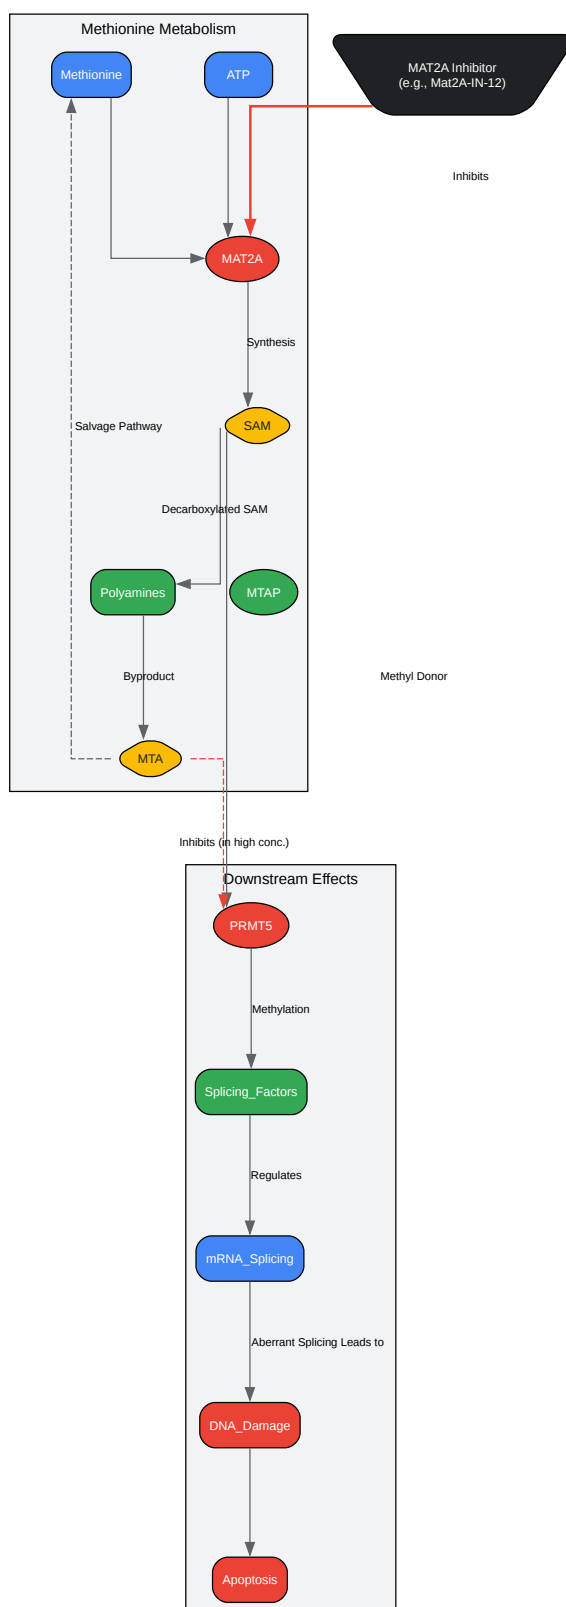 Methionine Metabolism
MAT2A Inhibitor
(e.g., Mat2A-IN-12)
Methionine
ATP
Inhibits
MAT2A
Synthesis
SAM
Salvage Pathway
Decarboxylated SAM
Polyamines
MTAP
Byproduct
Methyl Donor
MTA
Inhibits (in high conc.)
Downstream Effects
PRMT5
Methylation
Splicing_Factors
Regulates
mRNA_Splicing
Aberrant Splicing Leads to
DNA_Damage
Apoptosis